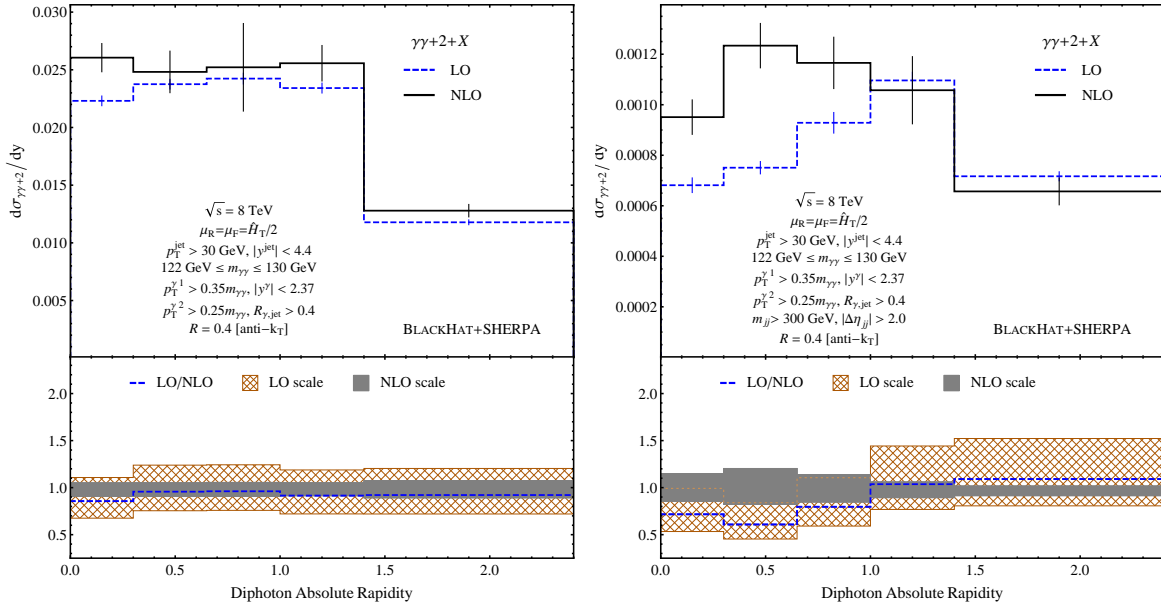 0.030
0.025
0.020
0.015
0.010
0.005
dσγγ+2/ dy
γγ+2+X
LO
NLO
√s = 8 TeV
μR=μF=ĤT/2
pTjet > 30 GeV, |yjet| < 4.4
122 GeV ≤ mγγ ≤ 130 GeV
pTγ 1 > 0.35mγγ, |yγ| < 2.37
pTγ 2 > 0.25mγγ, Rγ,jet > 0.4
R = 0.4 [anti−kT]
BLACKHAT+SHERPA
LO/NLO
LO scale
NLO scale
2.0
1.5
1.0
0.5
0.0
0.5
1.0
1.5
2.0
Diphoton Absolute Rapidity
0.0012
0.0010
0.0008
0.0006
0.0004
0.0002
dσγγ+2/ dy
γγ+2+X
LO
NLO
√s = 8 TeV
μR=μF=ĤT/2
pTjet > 30 GeV, |yjet| < 4.4
122 GeV ≤ mγγ ≤ 130 GeV
pTγ 1 > 0.35mγγ, |yγ| < 2.37
pTγ 2 > 0.25mγγ, Rγ,jet > 0.4
mjj> 300 GeV, |Δηjj| > 2.0
R = 0.4 [anti−kT]
BLACKHAT+SHERPA
LO/NLO
LO scale
NLO scale
2.0
1.5
1.0
0.5
0.0
0.5
1.0
1.5
2.0
Diphoton Absolute Rapidity